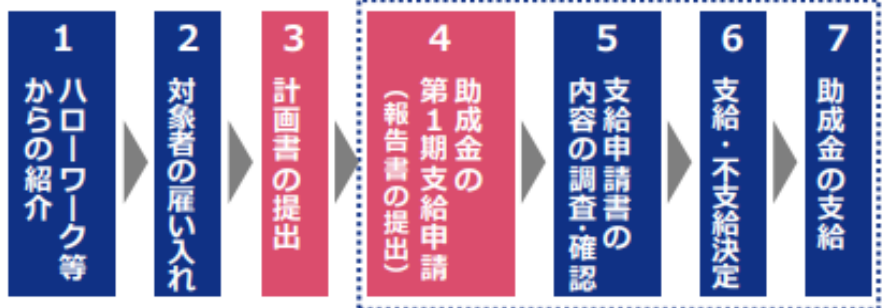 1
ハローワーク等
からの紹介
2
対象者の雇い入れ
3
計画書の提出
4
助成金の
第1期支給申請
（報告書の提出）
5
支給申請書の
内容の調査・確認
6
支給・不支給決定
7
助成金の支給